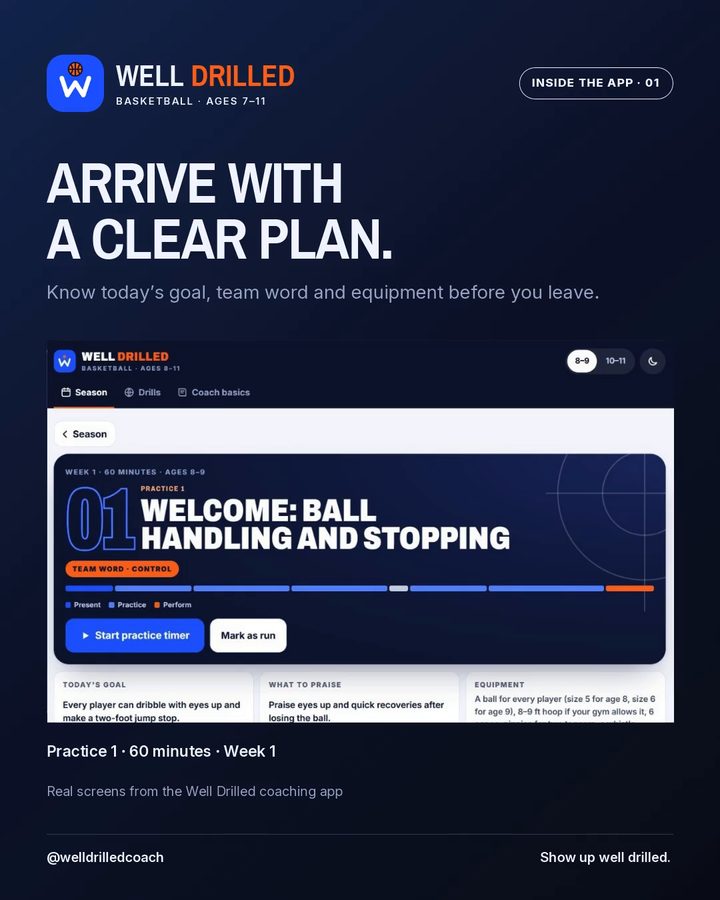 WELL DRILLED
BASKETBALL · AGES 7–11
INSIDE THE APP · 01
ARRIVE WITH
A CLEAR PLAN.
Know today’s goal, team word and equipment before you leave.
WELL DRILLED
BASKETBALL · AGES 8–11
8–9
10–11
Season
Drills
Coach basics
Season
WEEK 1 · 60 MINUTES · AGES 8–9
01
PRACTICE 1
WELCOME: BALL
HANDLING AND STOPPING
TEAM WORD · CONTROL
Present
Practice
Perform
Start practice timer
Mark as run
TODAY’S GOAL
Every player can dribble with eyes up and
make a two-foot jump stop.
WHAT TO PRAISE
Praise eyes up and quick recoveries after
losing the ball.
EQUIPMENT
A ball for every player (size 5 for age 8, size 6
for age 9), 8–9 ft hoop if your gym allows it, 6
Practice 1 · 60 minutes · Week 1
Real screens from the Well Drilled coaching app
@welldrilledcoach
Show up well drilled.